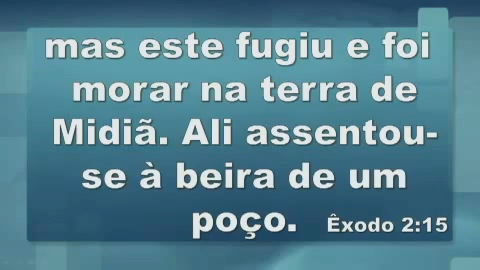 mas este fugiu e foi
morar na terra de
Midiã. Ali assentou-
se à beira de um
poço. Êxodo 2:15